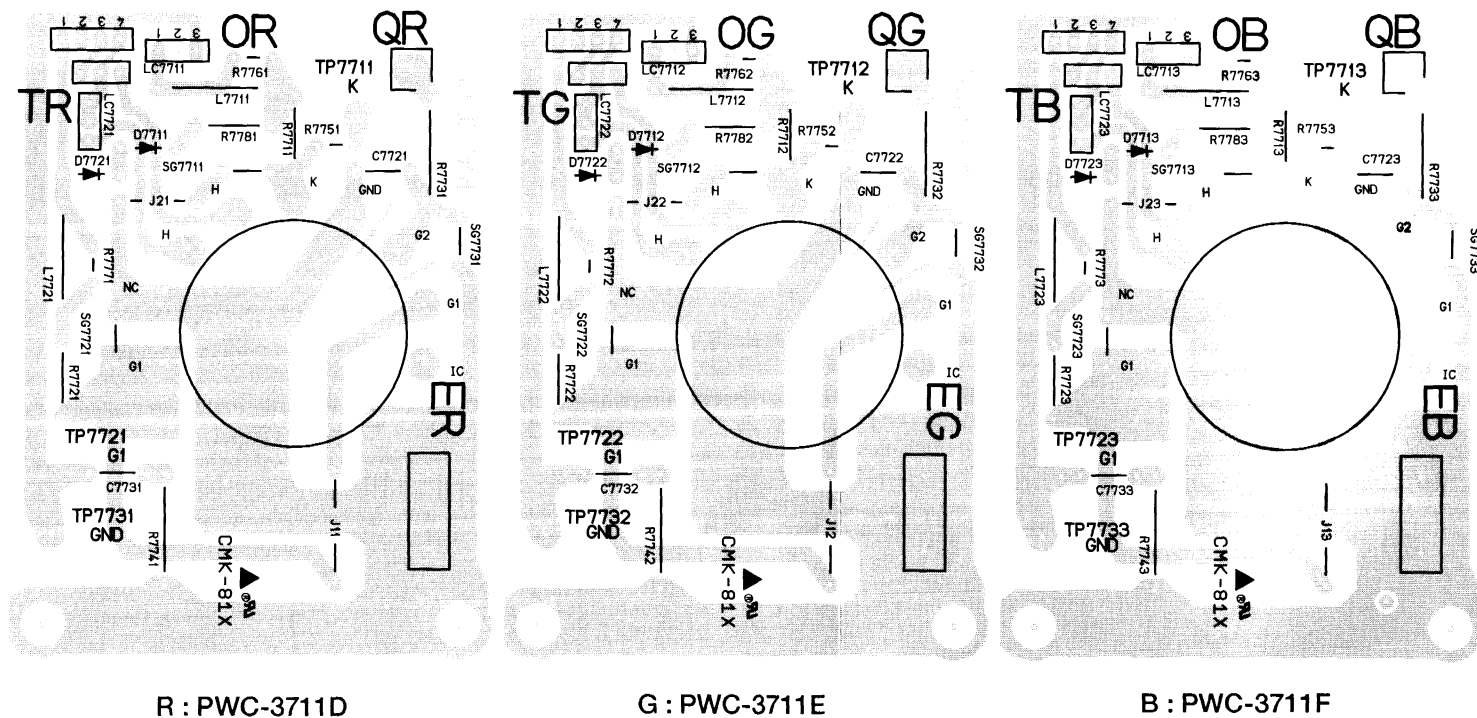 1 2 3 4
1 2 3
OR
QR
LC7711
R7761
TP7711
K
L7711
TR
LC7721
R7781
R7711
R7751
D7711
D7721
SG7711
C7721
R7731
H
K
GND
J21
H
G2
SG7731
L7721
R7771
NC
G1
SG7721
G1
R7721
IC
ER
TP7721
G1
C7731
TP7731
GND
R7741
J11
CMK-81X
R : PWC-3711D
1 2 3 4
1 2 3
OG
QG
LC7712
R7762
TP7712
K
L7712
TG
LC7722
R7782
R7712
R7752
D7712
D7722
SG7712
C7722
R7732
H
K
GND
J22
H
G2
SG7732
L7722
R7772
NC
G1
SG7722
G1
R7722
IC
EG
TP7722
G1
C7732
TP7732
GND
R7742
J12
CMK-81X
G : PWC-3711E
1 2 3 4
1 2 3
OB
QB
LC7713
R7763
TP7713
K
L7713
TB
LC7723
R7783
R7713
R7753
D7713
D7723
SG7713
C7723
R7733
H
K
GND
J23
H
G2
SG7733
L7723
R7773
NC
G1
SG7723
G1
R7723
IC
EB
TP7723
G1
C7733
TP7733
GND
R7743
J13
CMK-81X
B : PWC-3711F